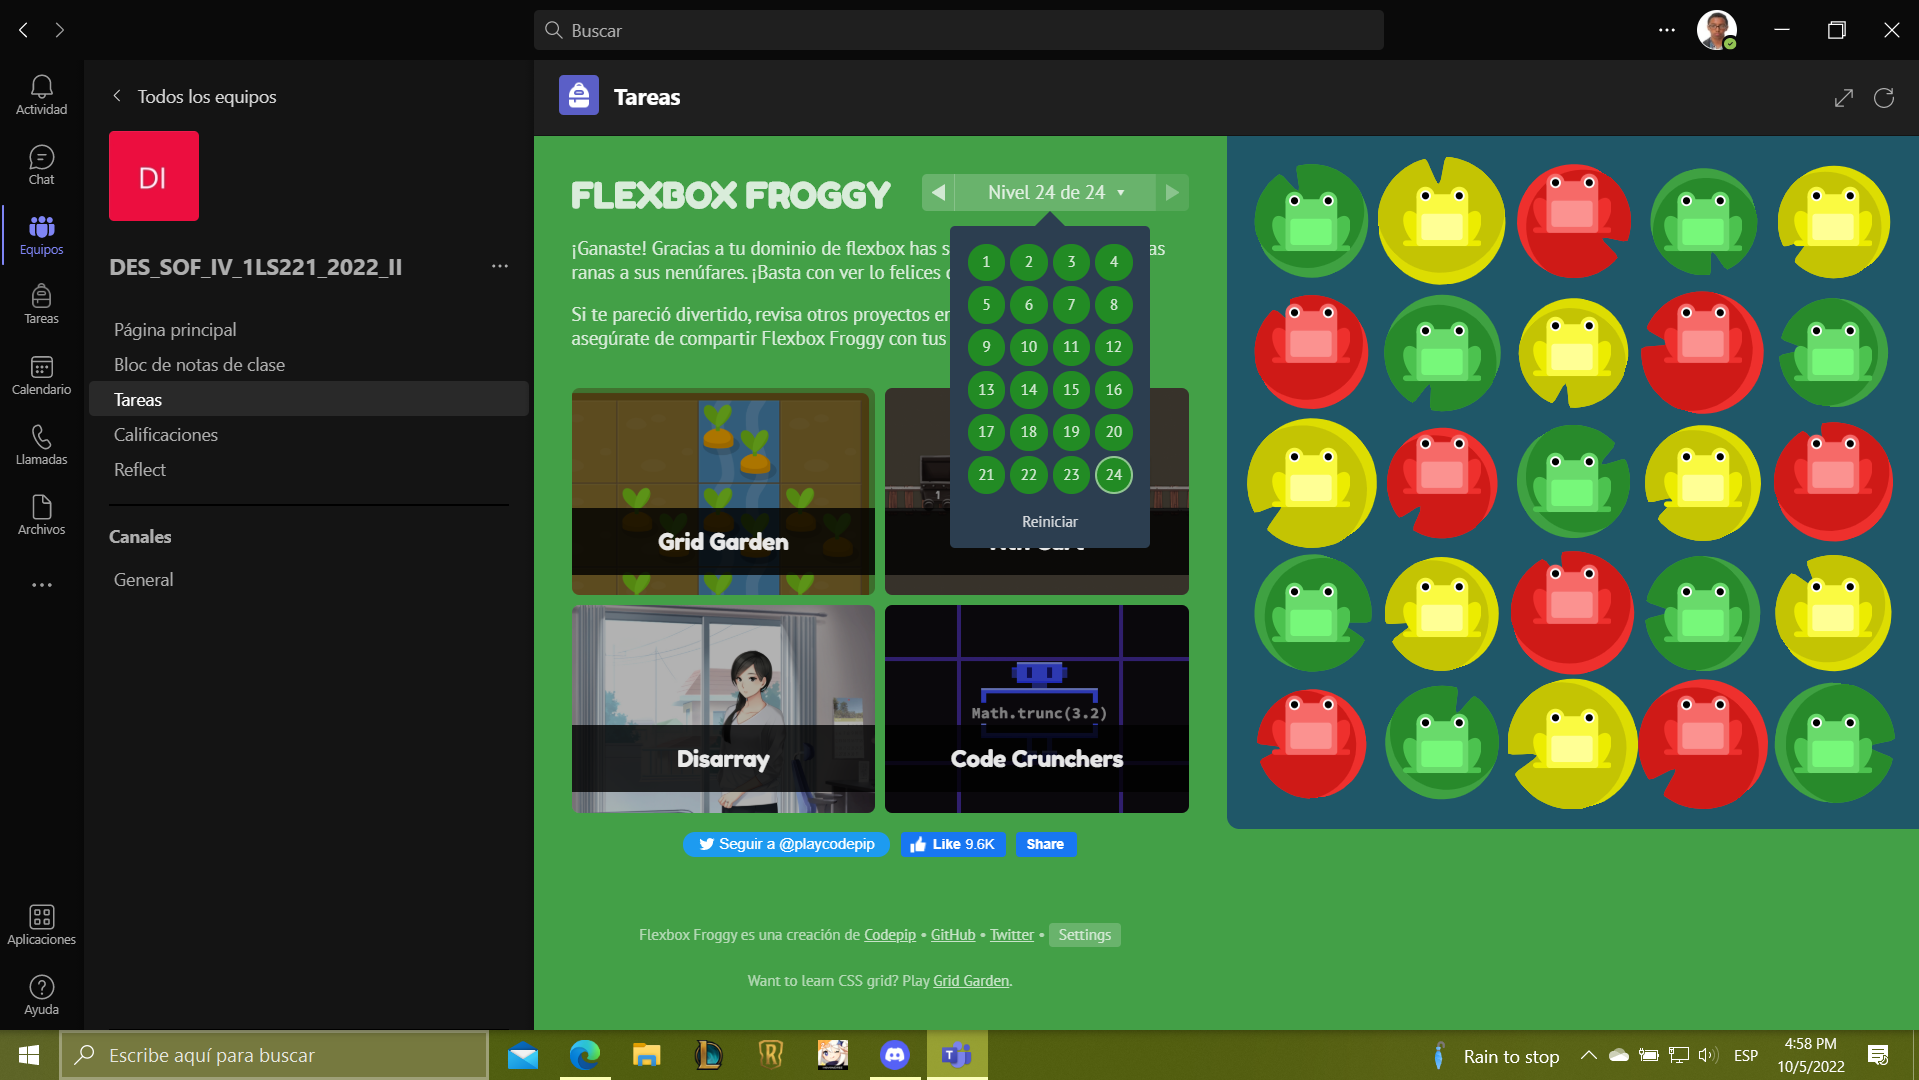 Buscar
Actividad
Chat
Equipos
Tareas
Calendario
Llamadas
Archivos
Aplicaciones
Ayuda
Todos los equipos
DI
DES_SOF_IV_1LS221_2022_II
Página principal
Bloc de notas de clase
Tareas
Calificaciones
Reflect
Canales
General
Tareas
FLEXBOX FROGGY
Nivel 24 de 24
¡Ganaste! Gracias a tu dominio de flexbox has s as
ranas a sus nenúfares. ¡Basta con ver lo felices
Si te pareció divertido, revisa otros proyectos
asegúrate de compartir Flexbox Froggy con tus
1 2 3 4
5 6 7 8
9 10 11 12
13 14 15 16
17 18 19 20
21 22 23 24
Reiniciar
1
Grid Garden
Math.trunc(3.2)
Disarray
Code Crunchers
Seguir a @playcodepip
Like 9.6K
Share
Flexbox Froggy es una creación de Codepip • GitHub • Twitter • Settings
Want to learn CSS grid? Play Grid Garden.
Escribe aquí para buscar
Rain to stop
ESP
4:58 PM
10/5/2022